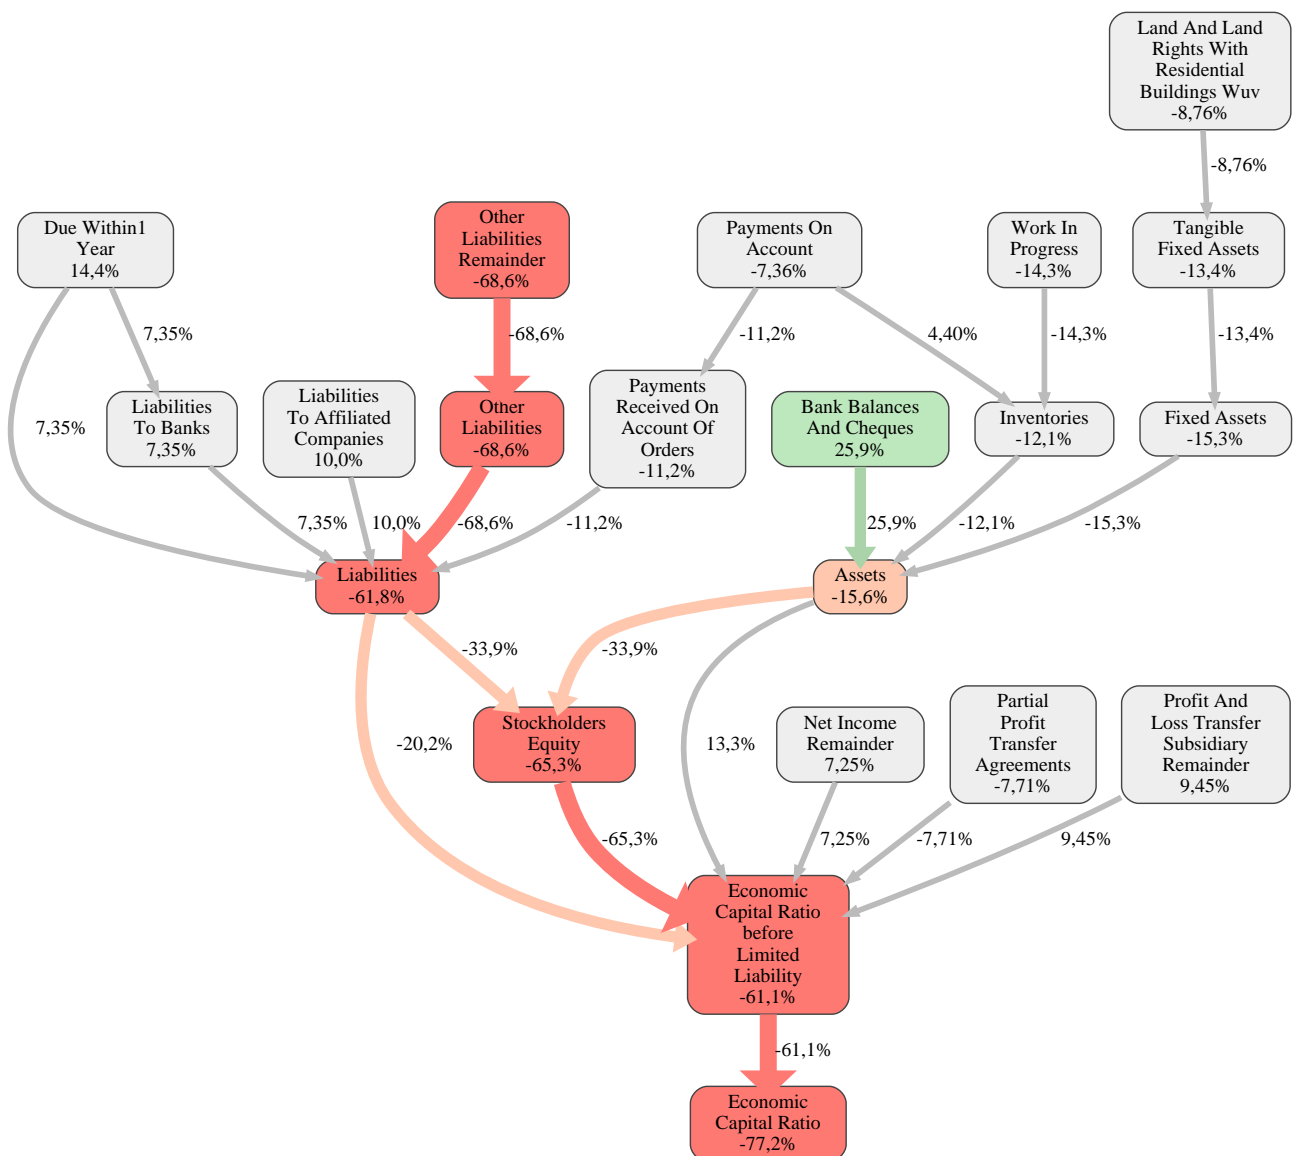 Land And Land
Rights With
Residential
Buildings Wuv
-8,76%
-8,76%
Due Within1
Year
14,4%
Other
Liabilities
Remainder
-68,6%
Payments On
Account
-7,36%
Work In
Progress
-14,3%
Tangible
Fixed Assets
-13,4%
7,35%
-68,6%
-11,2%
4,40%
-14,3%
-13,4%
7,35%
Liabilities
To Banks
7,35%
Liabilities
To Affiliated
Companies
10,0%
Other
Liabilities
-68,6%
Payments
Received On
Account Of
Orders
-11,2%
Bank Balances
And Cheques
25,9%
Inventories
-12,1%
Fixed Assets
-15,3%
7,35%
10,0%
-68,6%
-11,2%
25,9%
-12,1%
-15,3%
Liabilities
-61,8%
Assets
-15,6%
-33,9%
-33,9%
-20,2%
Stockholders
Equity
-65,3%
13,3%
Net Income
Remainder
7,25%
Partial
Profit
Transfer
Agreements
-7,71%
Profit And
Loss Transfer
Subsidiary
Remainder
9,45%
-65,3%
7,25%
-7,71%
9,45%
Economic
Capital Ratio
before
Limited
Liability
-61,1%
-61,1%
Economic
Capital Ratio
-77,2%